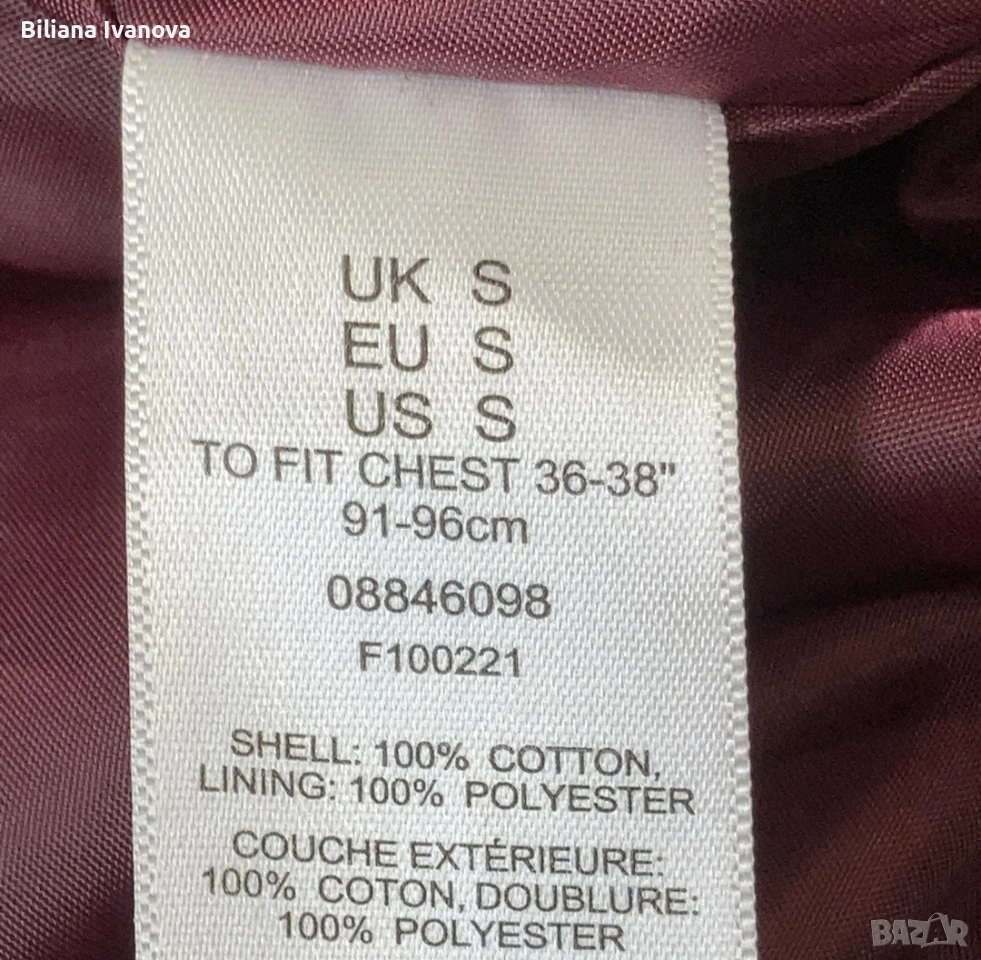 Biliana Ivanova
UK S
EU S
US S
TO FIT CHEST 36-38"
91-96cm
08846098
F100221
SHELL: 100% COTTON,
LINING: 100% POLYESTER
COUCHE EXTÉRIEURE:
100% COTON, DOUBLURE:
100% POLYESTER
BAZAR